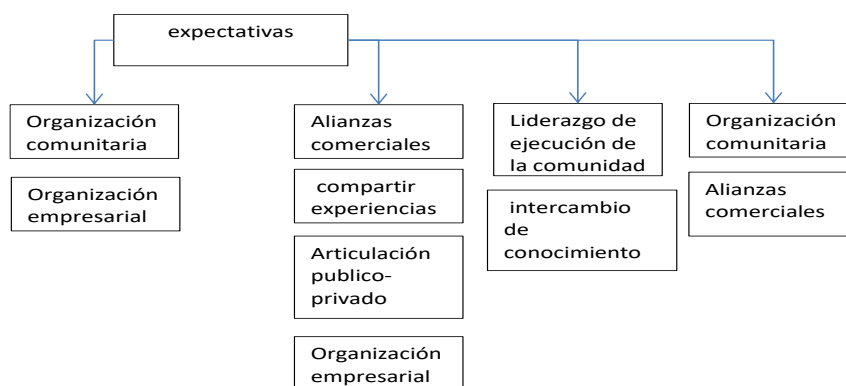 expectativas
Organización
comunitaria
Organización
empresarial
Alianzas
comerciales
compartir
experiencias
Articulación
publico-
privado
Organización
empresarial
Liderazgo de
ejecución de
la comunidad
intercambio
de
conocimiento
Organización
comunitaria
Alianzas
comerciales